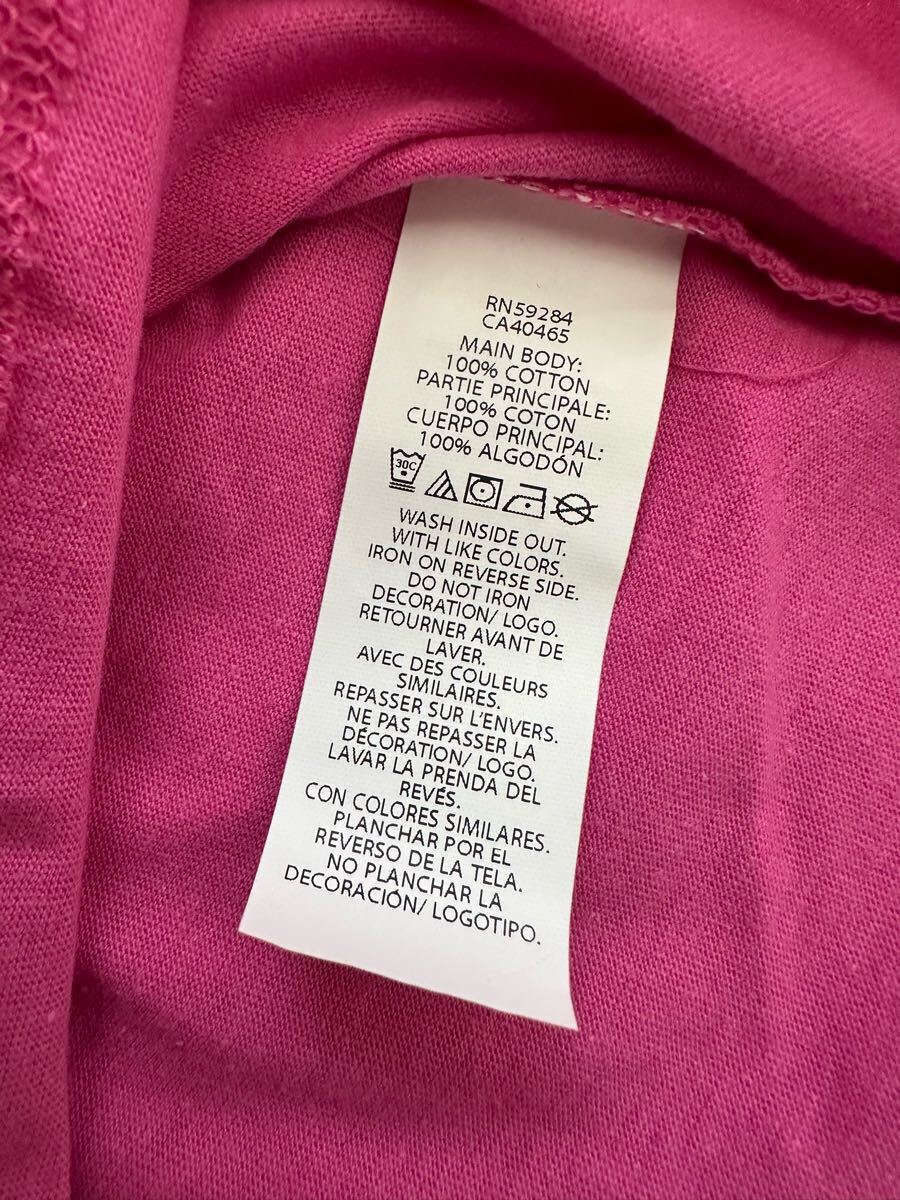 RN59284
CA40465
MAIN BODY:
100% COTTON
PARTIE PRINCIPALE:
100% COTON
CUERPO PRINCIPAL:
100% ALGODÓN
30C
WASH INSIDE OUT.
WITH LIKE COLORS.
IRON ON REVERSE SIDE.
DO NOT IRON
DECORATION/ LOGO.
RETOURNER AVANT DE
LAVER.
AVEC DES COULEURS
SIMILAIRES.
REPASSER SUR L'ENVERS.
NE PAS REPASSER LA
DÉCORATION/ LOGO.
LAVAR LA PRENDA DEL
REVÉS.
CON COLORES SIMILARES.
PLANCHAR POR EL
REVERSO DE LA TELA.
NO PLANCHAR LA
DECORACIÓN/ LOGOTIPO.